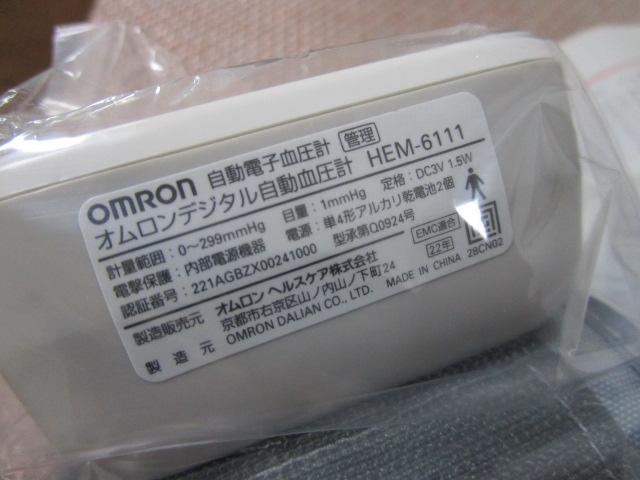 OMRON 自動電子血圧計 管理
オムロンデジタル自動血圧計 HEM-6111
計量範囲:0~299mmHg 目量:1mmHg 定格:DC3V 1.5W
電撃保護:内部電源機器 電源:単4形アルカリ乾電池2個
認証番号:221AGBZX00241000 型承第Q0924号
EMC適合
22年
製造販売元 オムロン ヘルスケア株式会社
京都市右京区山ノ内山ノ下町24
製造元 OMRON DALIAN CO., LTD. MADE IN CHINA 28CN02